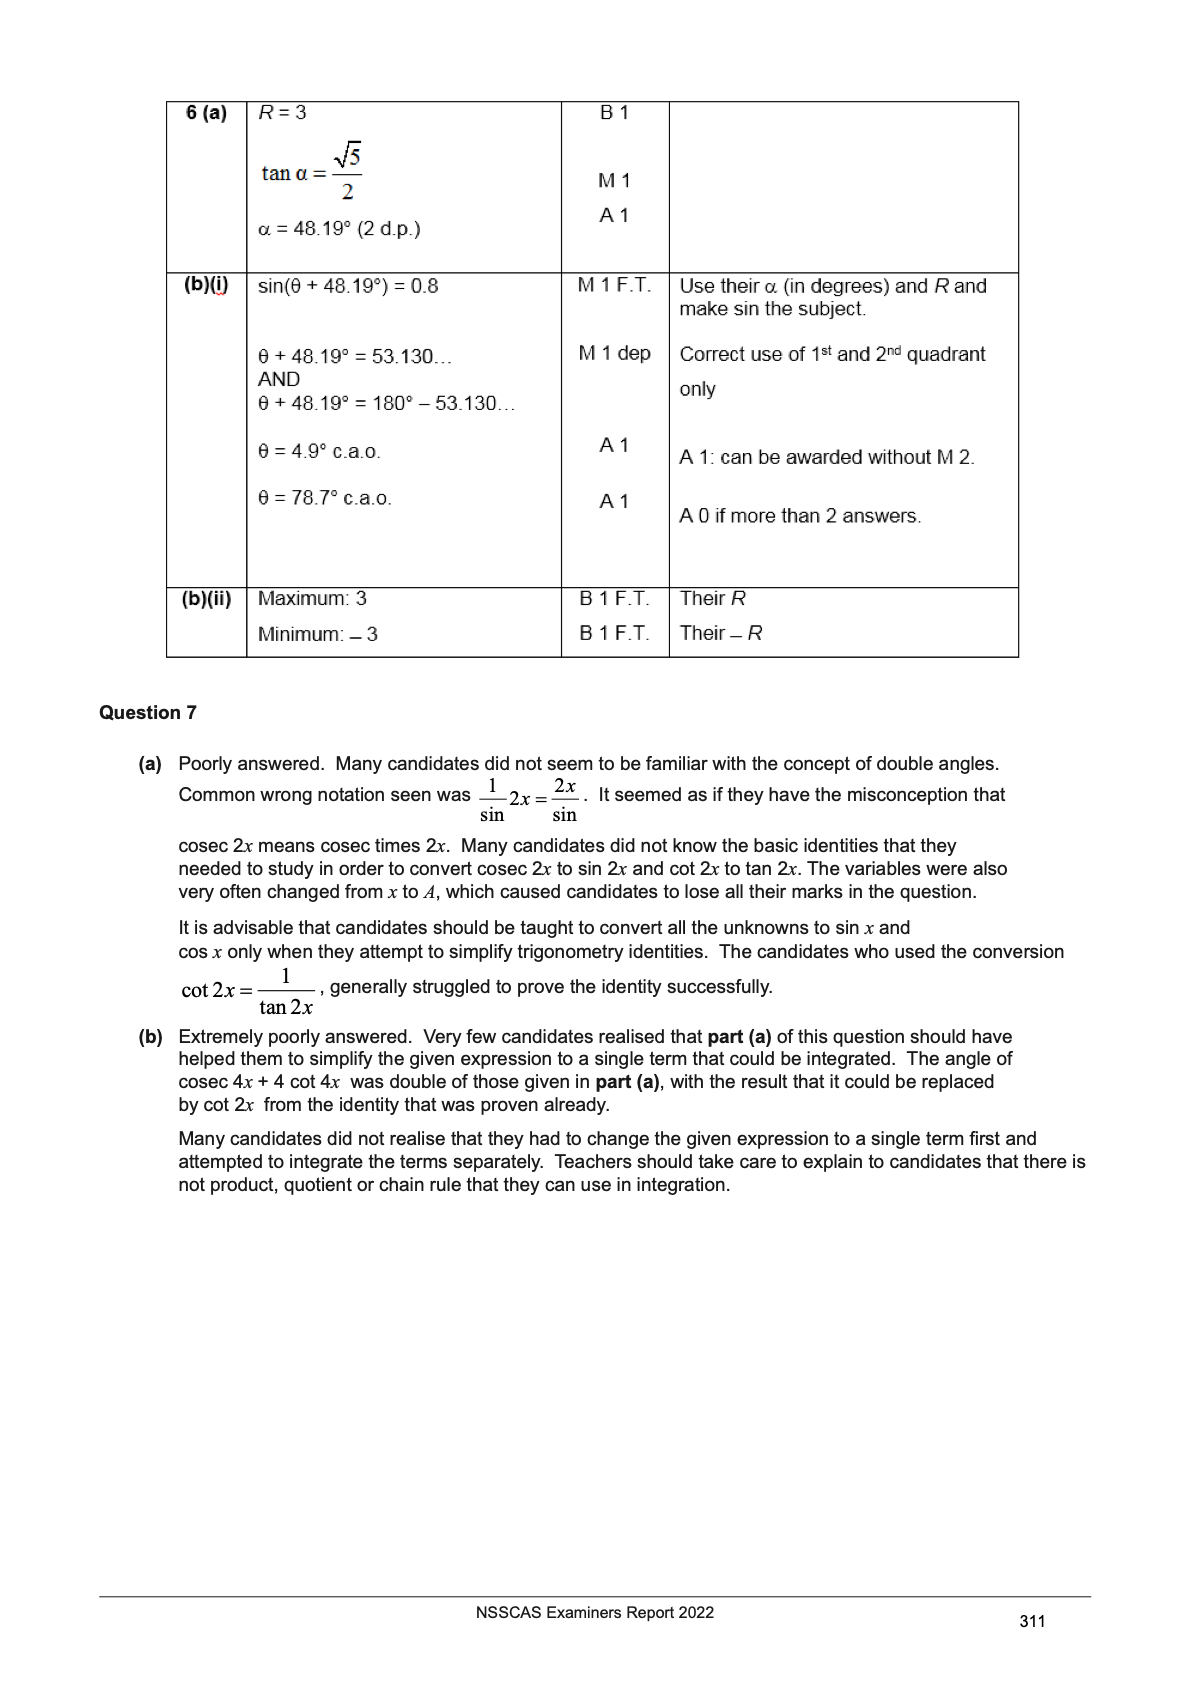 6 (a) R = 3 B 1
tan α = √5/2 M 1
α = 48.19° (2 d.p.) A 1
(b)(i) sin(θ + 48.19°) = 0.8 M 1 F.T. Use their α (in degrees) and R and
make sin the subject.
θ + 48.19° = 53.130… M 1 dep Correct use of 1st and 2nd quadrant
AND only
θ + 48.19° = 180° – 53.130…
θ = 4.9° c.a.o. A 1 A 1: can be awarded without M 2.
θ = 78.7° c.a.o. A 1 A 0 if more than 2 answers.
(b)(ii) Maximum: 3 B 1 F.T. Their R
Minimum: – 3 B 1 F.T. Their – R
Question 7
(a) Poorly answered. Many candidates did not seem to be familiar with the concept of double angles.
Common wrong notation seen was 1/sin 2x = 2x/sin . It seemed as if they have the misconception that
cosec 2x means cosec times 2x. Many candidates did not know the basic identities that they
needed to study in order to convert cosec 2x to sin 2x and cot 2x to tan 2x. The variables were also
very often changed from x to A, which caused candidates to lose all their marks in the question.
It is advisable that candidates should be taught to convert all the unknowns to sin x and
cos x only when they attempt to simplify trigonometry identities. The candidates who used the conversion
cot 2x = 1/tan 2x , generally struggled to prove the identity successfully.
(b) Extremely poorly answered. Very few candidates realised that part (a) of this question should have
helped them to simplify the given expression to a single term that could be integrated. The angle of
cosec 4x + 4 cot 4x was double of those given in part (a), with the result that it could be replaced
by cot 2x from the identity that was proven already.
Many candidates did not realise that they had to change the given expression to a single term first and
attempted to integrate the terms separately. Teachers should take care to explain to candidates that there is
not product, quotient or chain rule that they can use in integration.
NSSCAS Examiners Report 2022
311